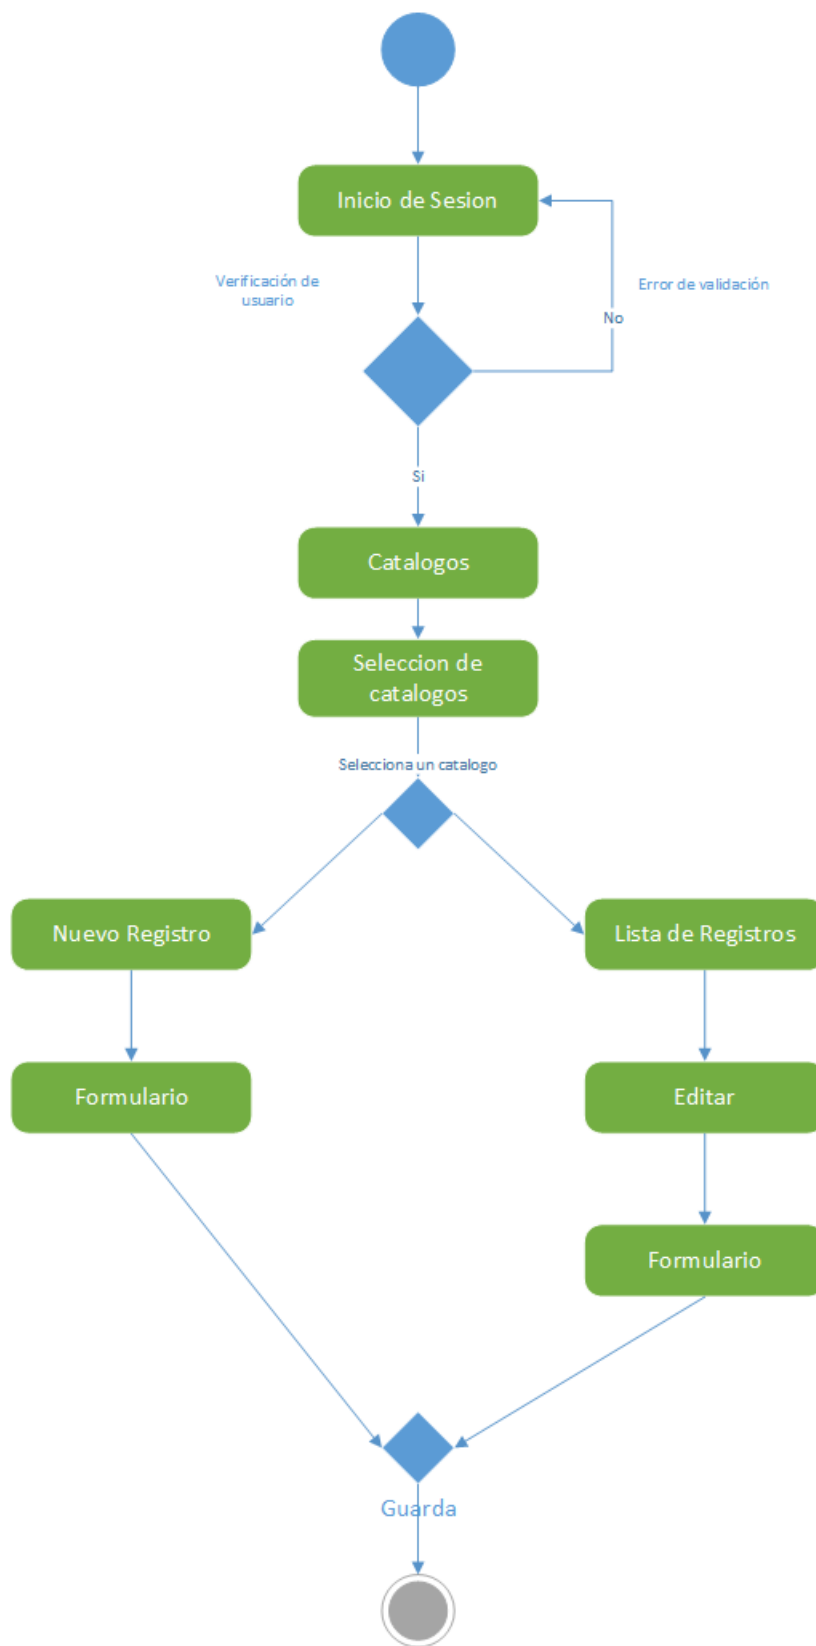 Inicio de Sesion
Verificación de
usuario
Error de validación
No
Si
Catalogos
Seleccion de
catalogos
Selecciona un catalogo
Nuevo Registro
Lista de Registros
Formulario
Editar
Formulario
Guarda